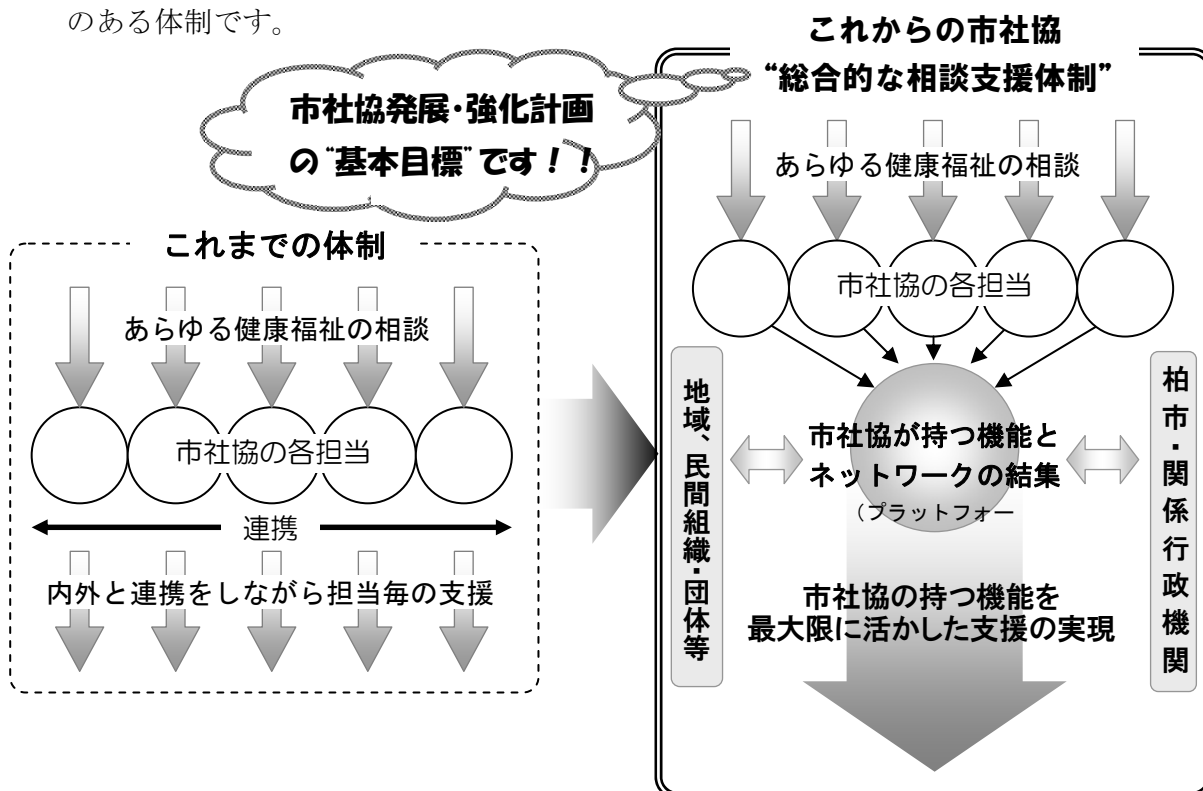 のある体制です。
市社協発展・強化計画
の“基本目標”です！！
これまでの体制
あらゆる健康福祉の相談
市社協の各担当
連携
内外と連携をしながら担当毎の支援
これからの市社協
“総合的な相談支援体制”
あらゆる健康福祉の相談
市社協の各担当
地域、民間組織・団体等
市社協が持つ機能と
ネットワークの結集
（プラットフォー
柏市・関係行政機関
市社協の持つ機能を
最大限に活かした支援の実現